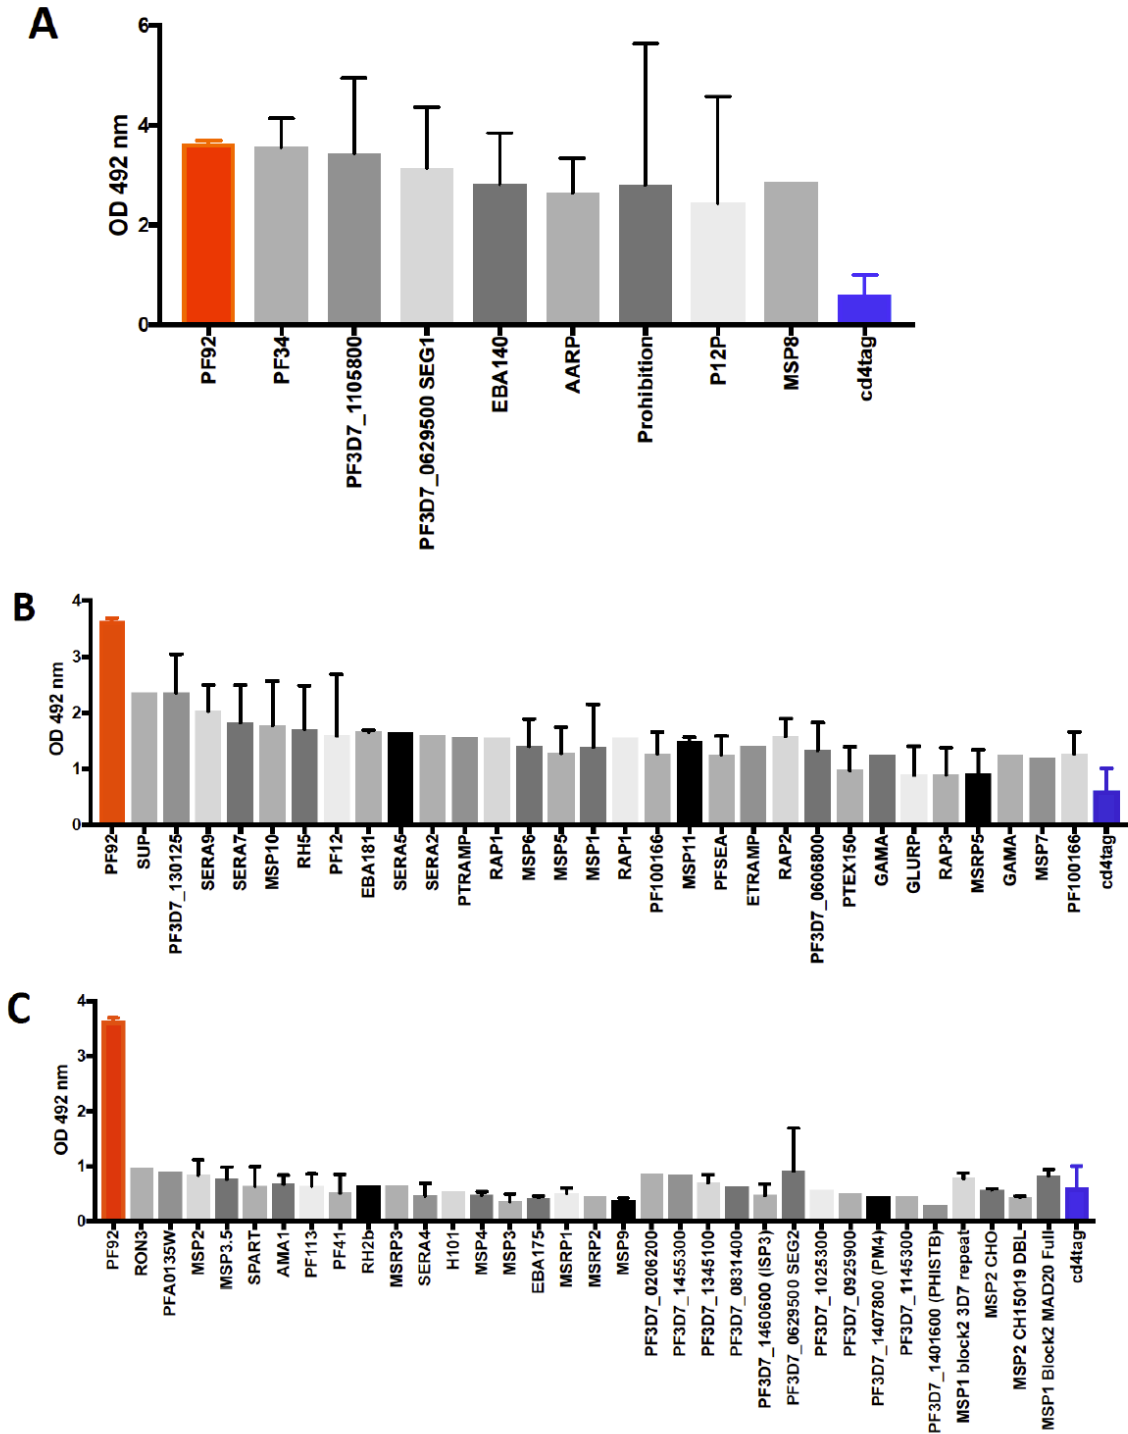 A
OD 492 nm
6
4
2
0
PF92
PF34
PF3D7_1105800
PF3D7_0629500 SEG1
EBA140
AARP
Prohibition
P12P
MSP8
cd4tag
B
OD 492 nm
4
3
2
1
0
PF92
SUP
PF3D7_130125
SERA9
SERA7
MSP10
RH5
PF12
EBA181
SERA5
SERA2
PTRAMP
RAP1
MSP6
MSP5
MSP1
RAP1
PF100166
MSP11
PFSEA
ETRAMP
RAP2
PF3D7_0606800
PTEX150
GAMA
GLURP
RAP3
MSRP5
GAMA
MSP7
PF100166
cd4tag
C
OD 492 nm
4
3
2
1
0
PF92
RON3
PFA0135W
MSP2
MSP3.5
SPART
AMA1
PF113
PF41
RH2b
MSRP3
SERA4
H101
MSP4
MSP3
EBA175
MSRP1
MSRP2
MSP9
PF3D7_0206200
PF3D7_1455300
PF3D7_1345100
PF3D7_0831400
PF3D7_1460600 (ISP3)
PF3D7_0629500 SEG2
PF3D7_1025300
PF3D7_0925900
PF3D7_1407800 (PM4)
PF3D7_1145300
PF3D7_1401600 (PHISTB)
MSP1 block2 3D7 repeat
MSP2 CHO
MSP2 CH15019 DBL
MSP1 Block2 MAD20 Full
cd4tag